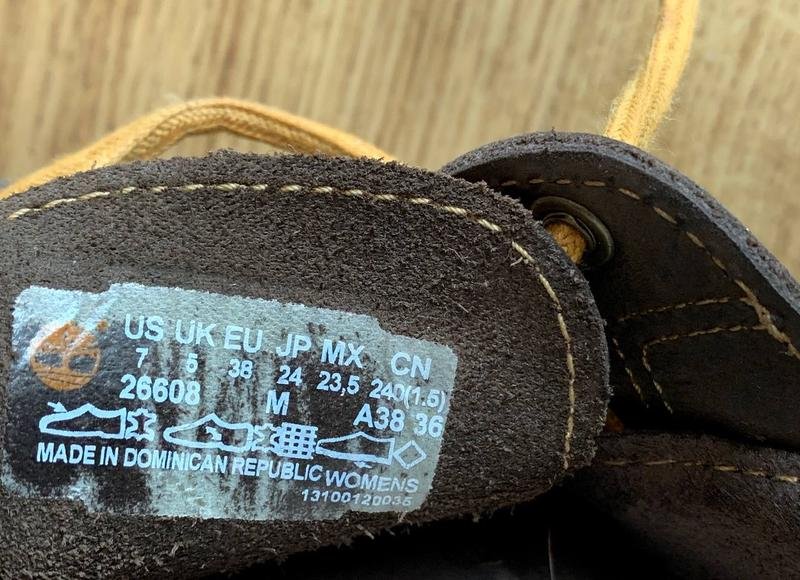 US UK EU JP MX CN
7 5 38 24 23,5 240(1.5)
26608 M A38 36
MADE IN DOMINICAN REPUBLIC WOMENS
13100120035